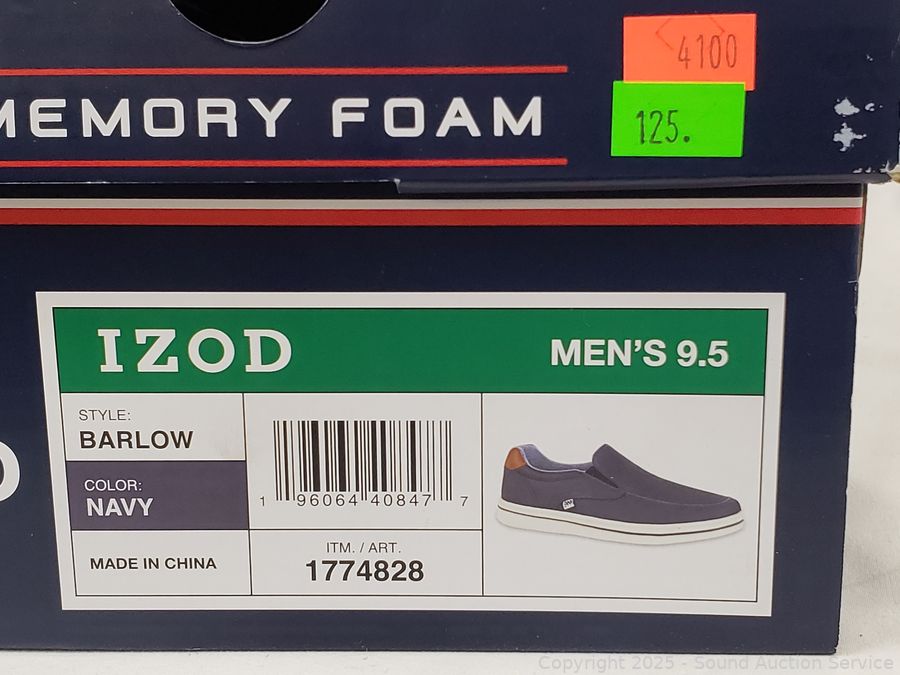 4100
MEMORY FOAM
125.
IZOD
MEN'S 9.5
STYLE:
BARLOW
COLOR:
NAVY
MADE IN CHINA
1 96064 40847 7
ITM. / ART.
1774828
Copyright 2025 - Sound Auction Service